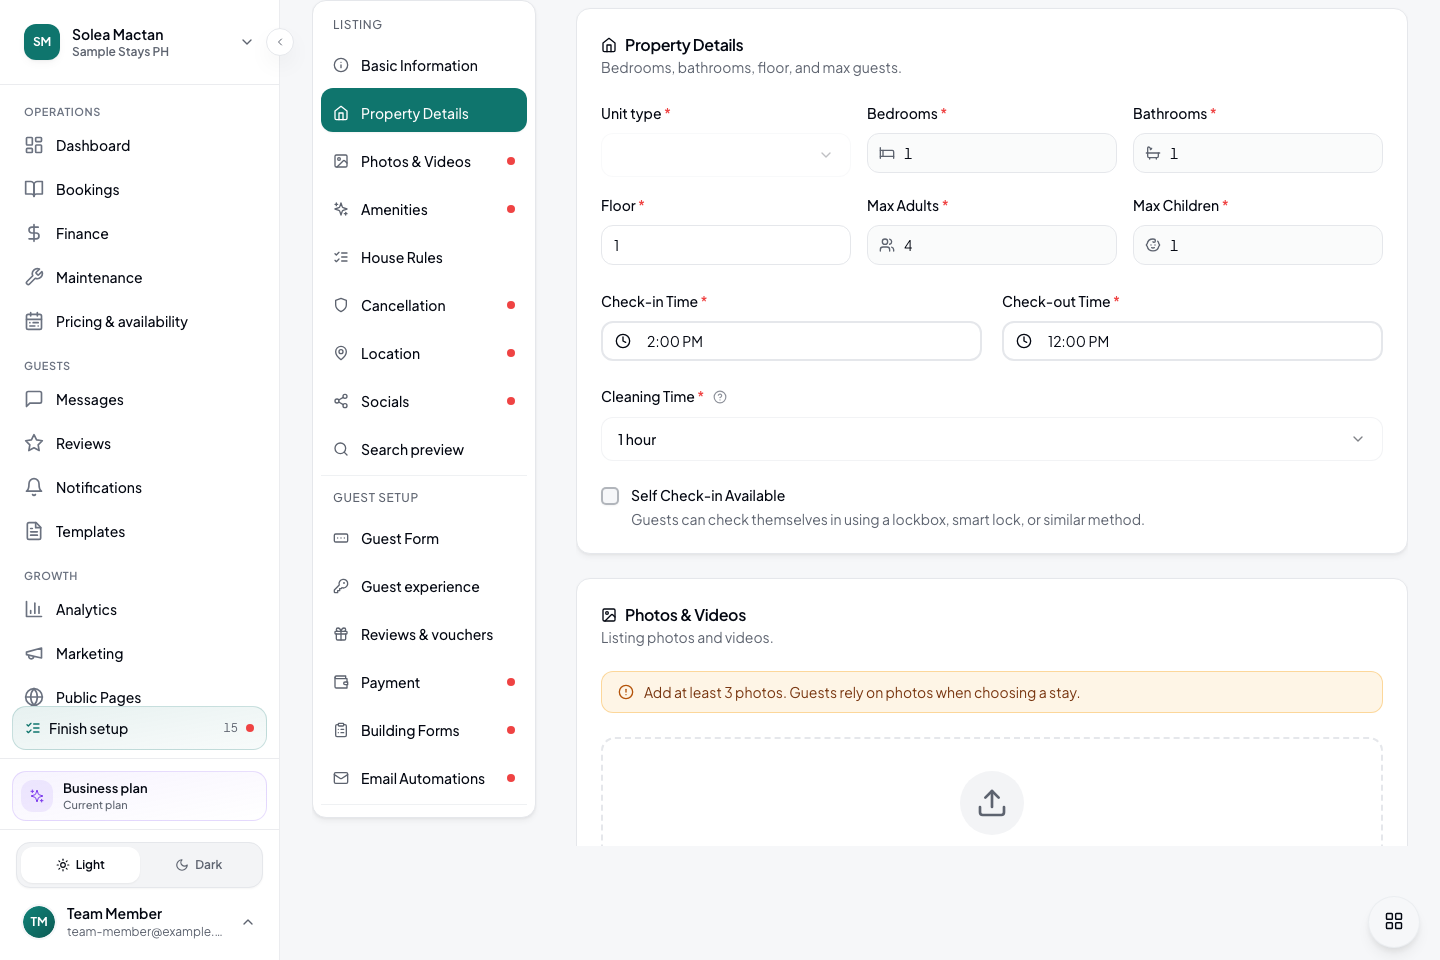 SM
Solea Mactan
Sample Stays PH
OPERATIONS
Dashboard
Bookings
Finance
Maintenance
Pricing & availability
GUESTS
Messages
Reviews
Notifications
Templates
GROWTH
Analytics
Marketing
Public Pages
Finish setup 15
Business plan
Current plan
Light Dark
TM
Team Member
team-member@example....
LISTING
Basic Information
Property Details
Photos & Videos
Amenities
House Rules
Cancellation
Location
Socials
Search preview
GUEST SETUP
Guest Form
Guest experience
Reviews & vouchers
Payment
Building Forms
Email Automations
Property Details
Bedrooms, bathrooms, floor, and max guests.
Unit type * Bedrooms * Bathrooms *
1 1
Floor * Max Adults * Max Children *
1 4 1
Check-in Time * Check-out Time *
2:00 PM 12:00 PM
Cleaning Time *
1 hour
Self Check-in Available
Guests can check themselves in using a lockbox, smart lock, or similar method.
Photos & Videos
Listing photos and videos.
Add at least 3 photos. Guests rely on photos when choosing a stay.